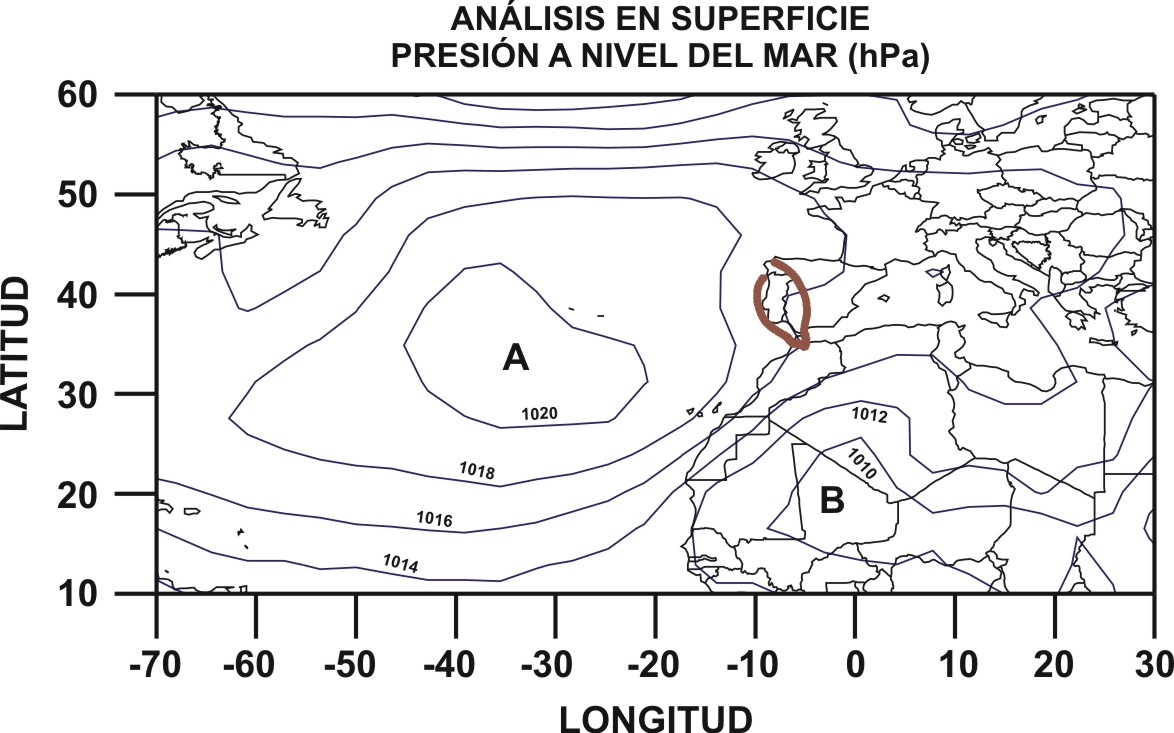 ANÁLISIS EN SUPERFICIE
PRESIÓN A NIVEL DEL MAR (hPa)
60
50
40
30
20
10
LATITUD
A
1020
1018
1016
1014
1012
1010
B
-70 -60 -50 -40 -30 -20 -10 0 10 20 30
LONGITUD